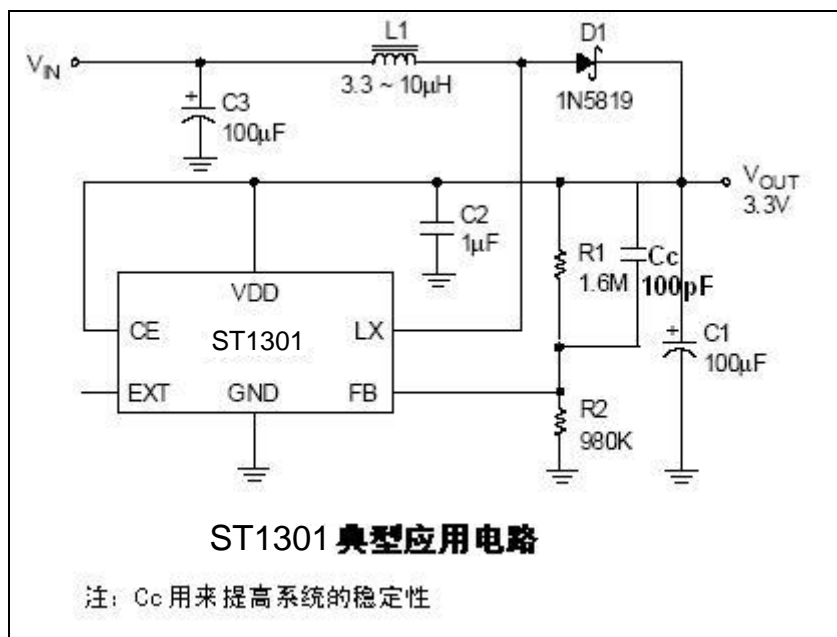 L1
D1
VIN
3.3 ~ 10μH
1N5819
+
C3
100μF
VOUT
3.3V
C2
1μF
R1
1.6M
Cc
100pF
VDD
CE
ST1301
LX
+
C1
100μF
EXT
GND
FB
R2
980K
ST1301 典型应用电路
注：Cc 用来提高系统的稳定性